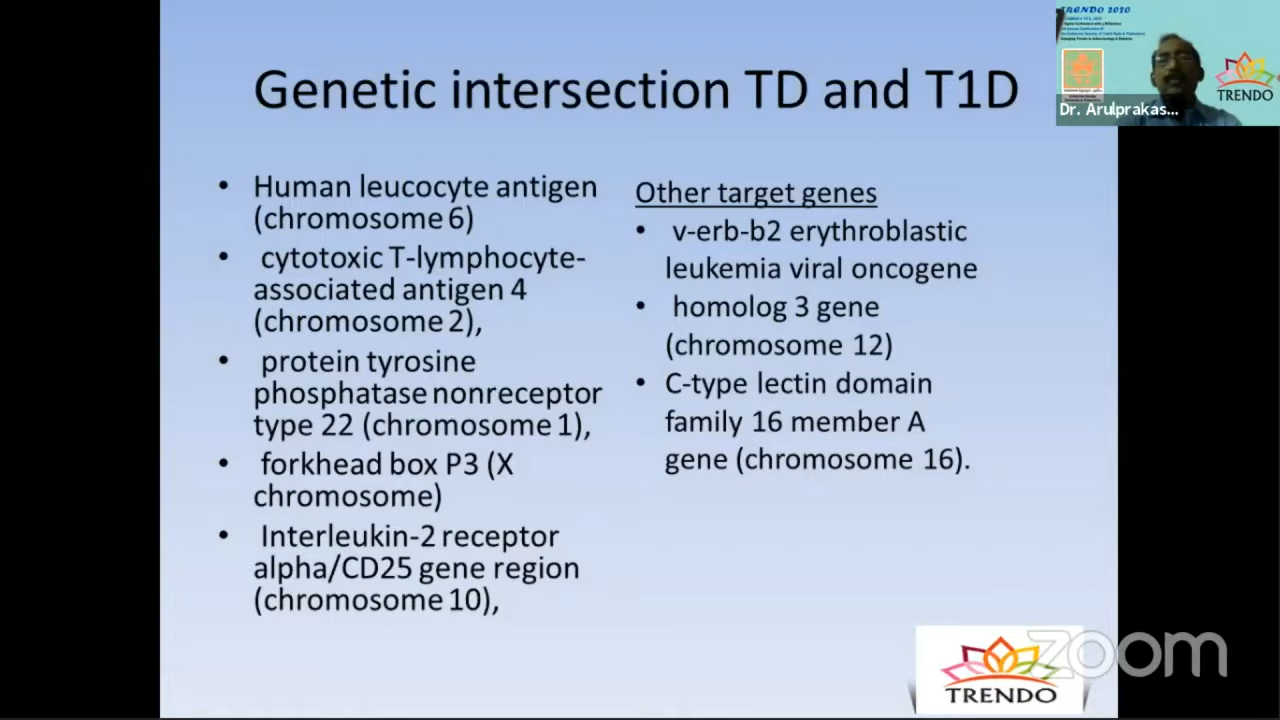 Genetic intersection TD and T1D
• Human leucocyte antigen
(chromosome 6)
• cytotoxic T-lymphocyte-
associated antigen 4
(chromosome 2),
• protein tyrosine
phosphatase nonreceptor
type 22 (chromosome 1),
• forkhead box P3 (X
chromosome)
• Interleukin-2 receptor
alpha/CD25 gene region
(chromosome 10),
Other target genes
• v-erb-b2 erythroblastic
leukemia viral oncogene
• homolog 3 gene
(chromosome 12)
• C-type lectin domain
family 16 member A
gene (chromosome 16).
TRENDO 2020
TRENDO
Dr. Arulprakas...
TRENDO
zoom